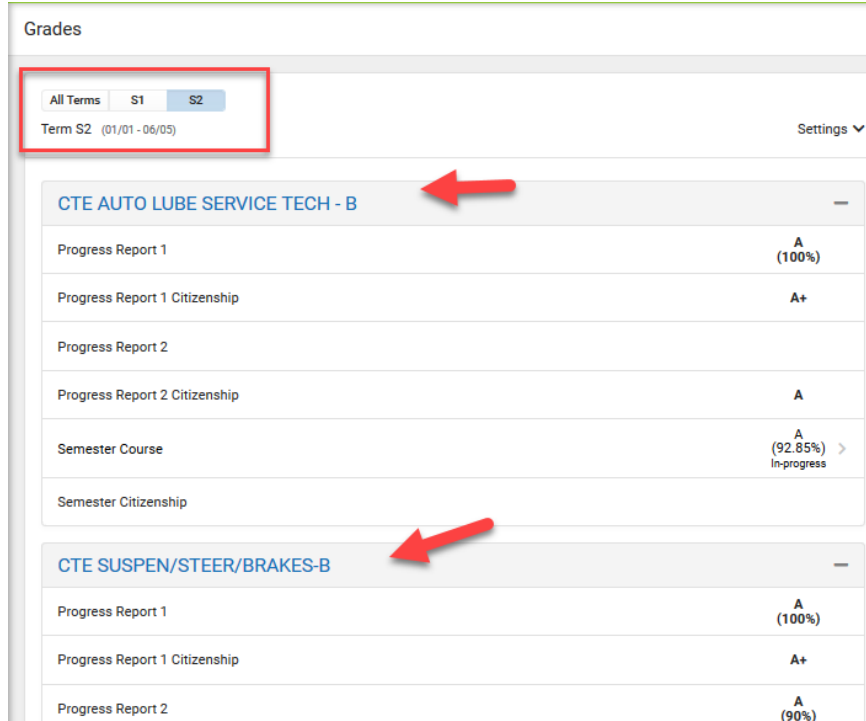 Grades
All Terms S1 S2
Term S2 (01/01 - 06/05)
Settings
CTE AUTO LUBE SERVICE TECH - B
Progress Report 1
A
(100%)
Progress Report 1 Citizenship
A+
Progress Report 2
Progress Report 2 Citizenship
A
Semester Course
A
(92.85%)
In-progress
Semester Citizenship
CTE SUSPEN/STEER/BRAKES-B
Progress Report 1
A
(100%)
Progress Report 1 Citizenship
A+
Progress Report 2
A
(90%)